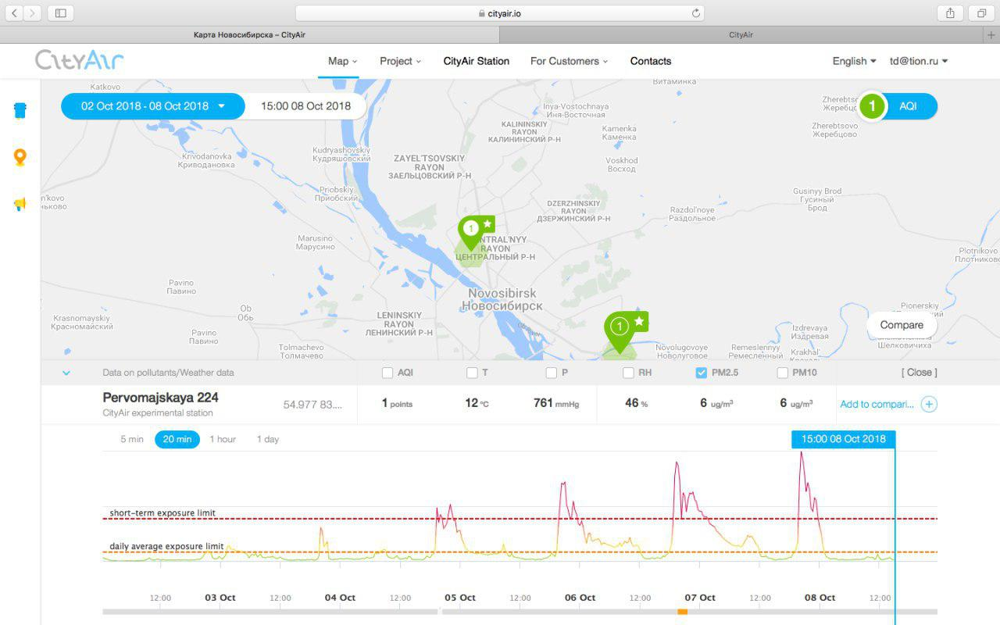 cityair.io
Карта Новосибирска – CityAir
CityAir
CityAir
Map
Project
CityAir Station
For Customers
Contacts
English
td@tion.ru
02 Oct 2018 - 08 Oct 2018
15:00 08 Oct 2018
1
AQI
Katkovo
Катково
Витаминка
Inya-Vostochnaya
Иня-Восточная
Zherebtsovo
Жеребцово
KALININSKIY
RAYON
КАЛИНИНСКИЙ Р-Н
Kamenka
Каменка
Krivodanovka
Криводановка
Kudryashovskiy
Кудряшовский
ZAYEL'TSOVSKIY
RAYON
ЗАЕЛЬЦОВСКИЙ Р-Н
Voskhod
Восход
Priobskiy
Приобский
Gusinyy Brod
Гусиный
Брод
DZERZHINSKIY
RAYON
ДЗЕРЖИНСКИЙ Р-Н
Razdol'noye
Раздольное
1
Marusino
Марусино
NTRAL'NYY
RAYON
ЦЕНТРАЛЬНЫЙ Р-Н
Plotnikovo
Плотниково
Pavino
Павино
Novosibirsk
Новосибирск
Ob
Обь
Krasnomayskiy
Красномайский
LENINSKIY
RAYON
ЛЕНИНСКИЙ Р-Н
1
Pionerskiy
Compare
Pavino
Павино
Izdrevaya
Издревая
Шелковичиха
Tolmachevo
Толмачево
Novolugovoye
Новолуговое
Remeslennyy
Ремесленный
Krakhal'
Data on pollutants/Weather data
AQI
T
P
RH
PM2.5
PM10
[ Close ]
Pervomajskaya 224
CityAir experimental station
54.977 83....
1 points
12 °C
761 mmHg
46 %
6 ug/m³
6 ug/m³
Add to compari...
5 min
20 min
1 hour
1 day
15:00 08 Oct 2018
short-term exposure limit
daily average exposure limit
12:00
03 Oct
12:00
04 Oct
12:00
05 Oct
12:00
06 Oct
12:00
07 Oct
12:00
08 Oct
12:00